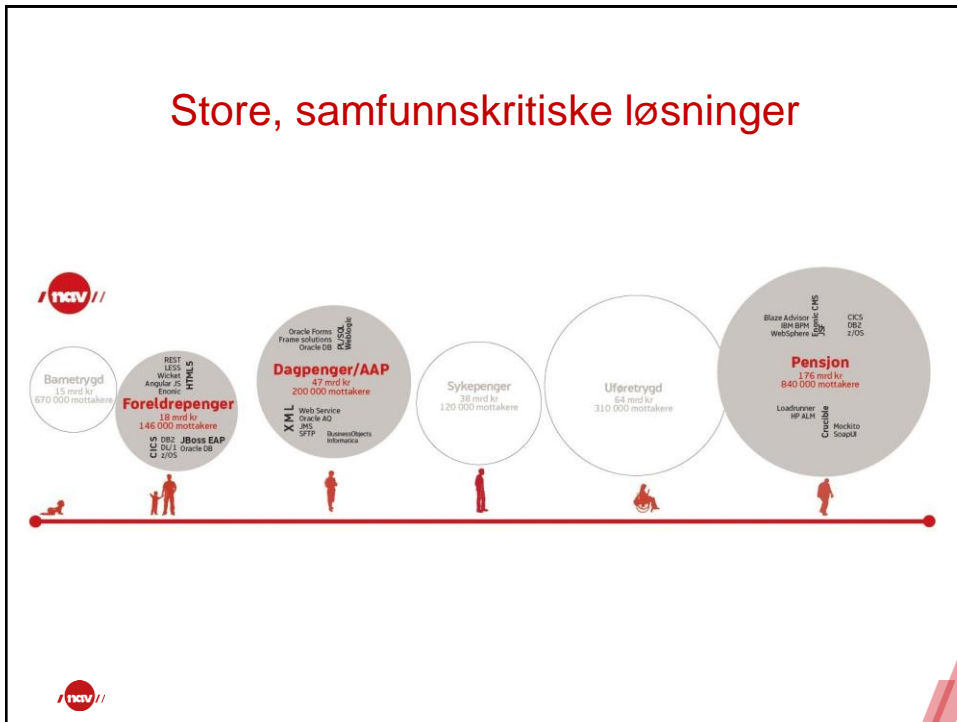 Store, samfunnskritiske løsninger
nav
Barnetrygd
15 mrd kr
670 000 mottakere
REST
LESS
Wicket
Angular JS
Enonic
HTML5
Foreldrepenger
18 mrd kr
146 000 mottakere
CICS
DB2
DL/1
z/OS
JBoss EAP
Oracle DB
Oracle Forms
Frame solutions
Oracle DB
PL/SQL
Weblogic
Dagpenger/AAP
47 mrd kr
200 000 mottakere
XML
Web Service
Oracle AQ
JMS
SFTP
BusinessObjects
Informatica
Sykepenger
38 mrd kr
120 000 mottakere
Uføretrygd
64 mrd kr
310 000 mottakere
Blaze Advisor
IBM BPM
WebSphere
Enonic CMS
JSF
CICS
DB2
z/OS
Pensjon
176 mrd kr
840 000 mottakere
Loadrunner
HP ALM
Crucible
Mockito
SoapUI
nav